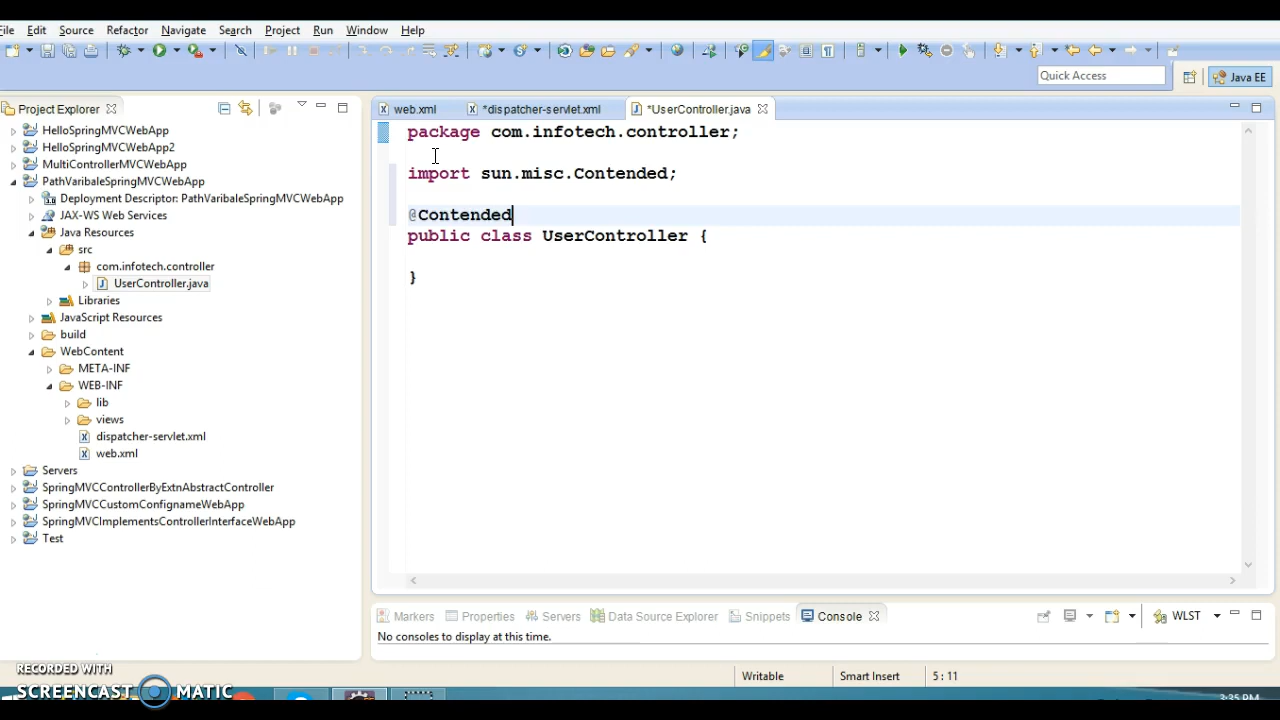 File Edit Source Refactor Navigate Search Project Run Window Help
Quick Access
Java EE
Project Explorer
HelloSpringMVCWebApp
HelloSpringMVCWebApp2
MultiControllerMVCWebApp
PathVaribaleSpringMVCWebApp
Deployment Descriptor: PathVaribaleSpringMVCWebApp
JAX-WS Web Services
Java Resources
src
com.infotech.controller
UserController.java
Libraries
JavaScript Resources
build
WebContent
META-INF
WEB-INF
lib
views
dispatcher-servlet.xml
web.xml
Servers
SpringMVCControllerByExtnAbstractController
SpringMVCCustomConfignameWebApp
SpringMVCImplementsControllerInterfaceWebApp
Test
web.xml *dispatcher-servlet.xml *UserController.java
package com.infotech.controller;
import sun.misc.Contended;
@Contended
public class UserController {
}
Markers Properties Servers Data Source Explorer Snippets Console WLST
No consoles to display at this time.
Writable Smart Insert 5 : 11
RECORDED WITH
SCREENCAST MATIC
3:35 PM